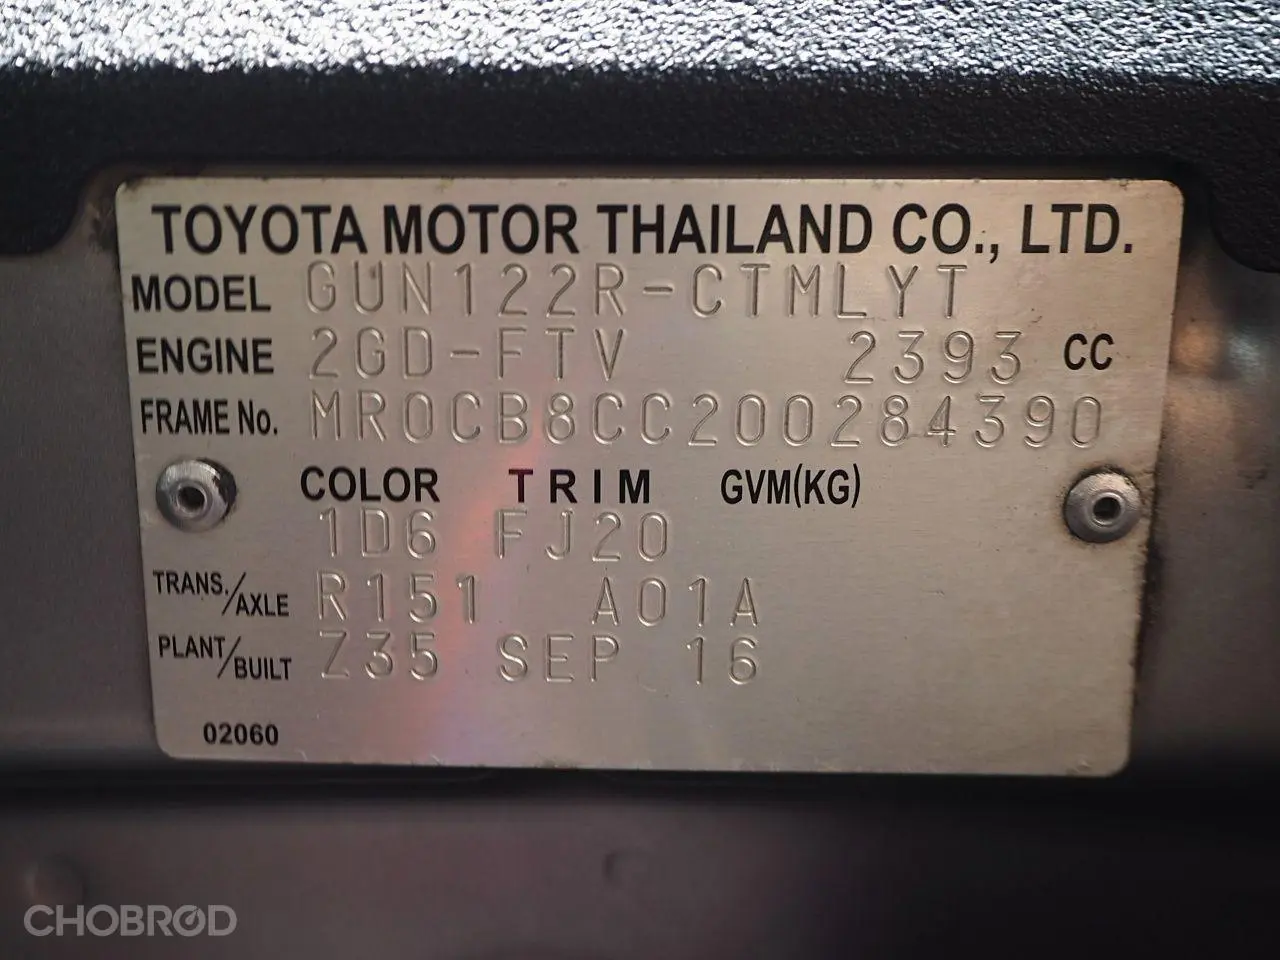 TOYOTA MOTOR THAILAND CO., LTD.
MODEL GUN122R-CTMLYT
ENGINE 2GD-FTV 2393 CC
FRAME No. MR0CB8CC200284390
COLOR TRIM GVM(KG)
1D6 FJ20
TRANS./AXLE R151 A01A
PLANT/BUILT Z35 SEP 16
02060
CHOBROD